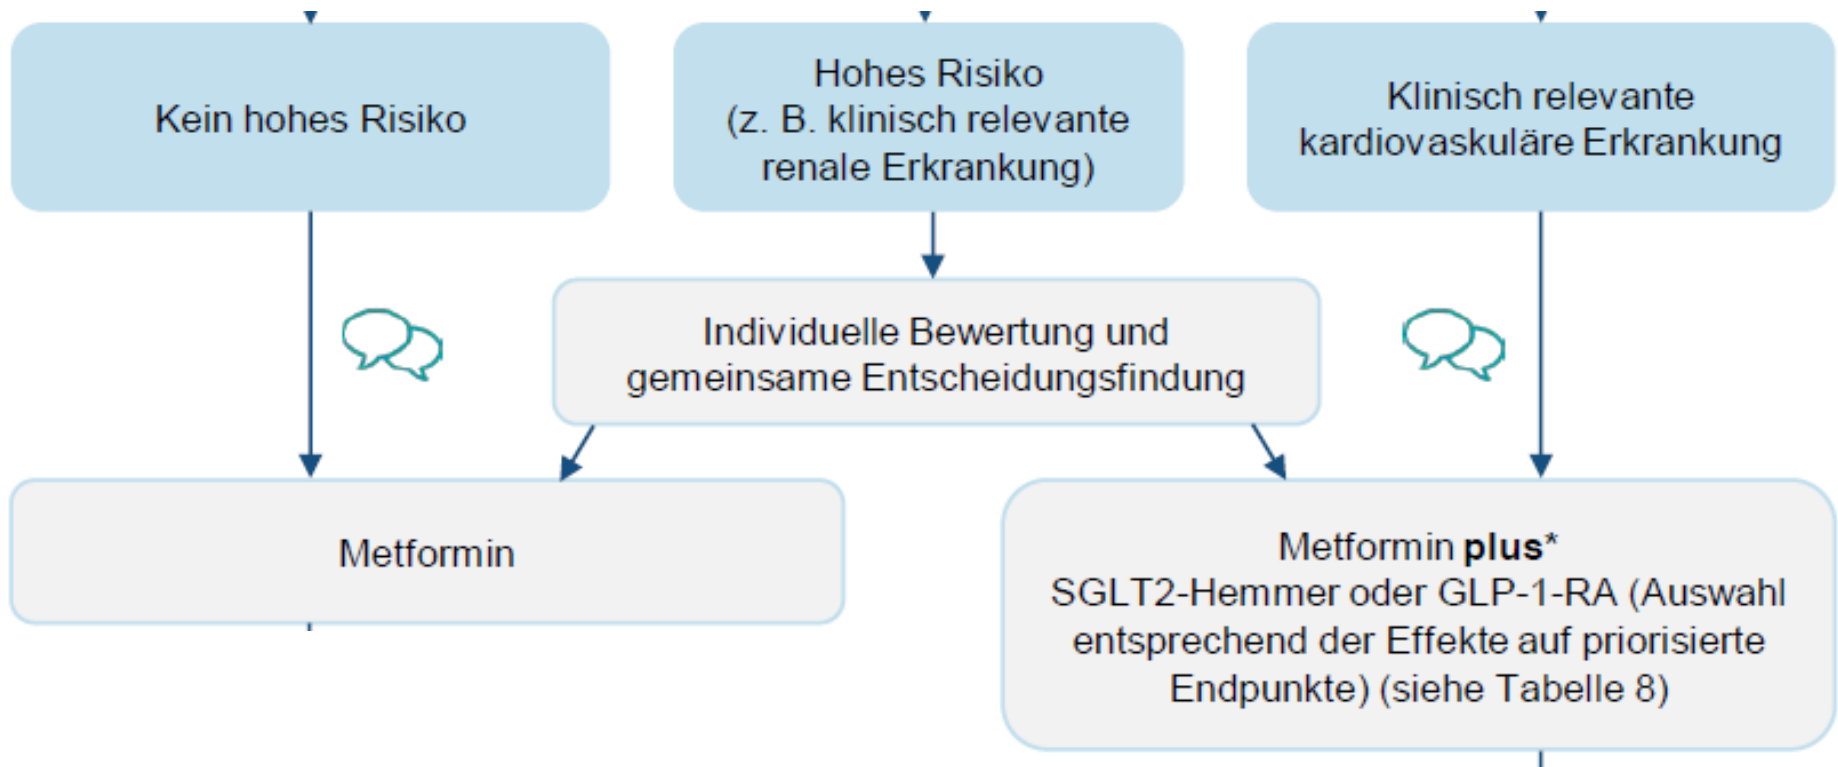 Kein hohes Risiko
Hohes Risiko
(z. B. klinisch relevante
renale Erkrankung)
Klinisch relevante
kardiovaskuläre Erkrankung
Individuelle Bewertung und
gemeinsame Entscheidungsfindung
Metformin
Metformin plus*
SGLT2-Hemmer oder GLP-1-RA (Auswahl
entsprechend der Effekte auf priorisierte
Endpunkte) (siehe Tabelle 8)